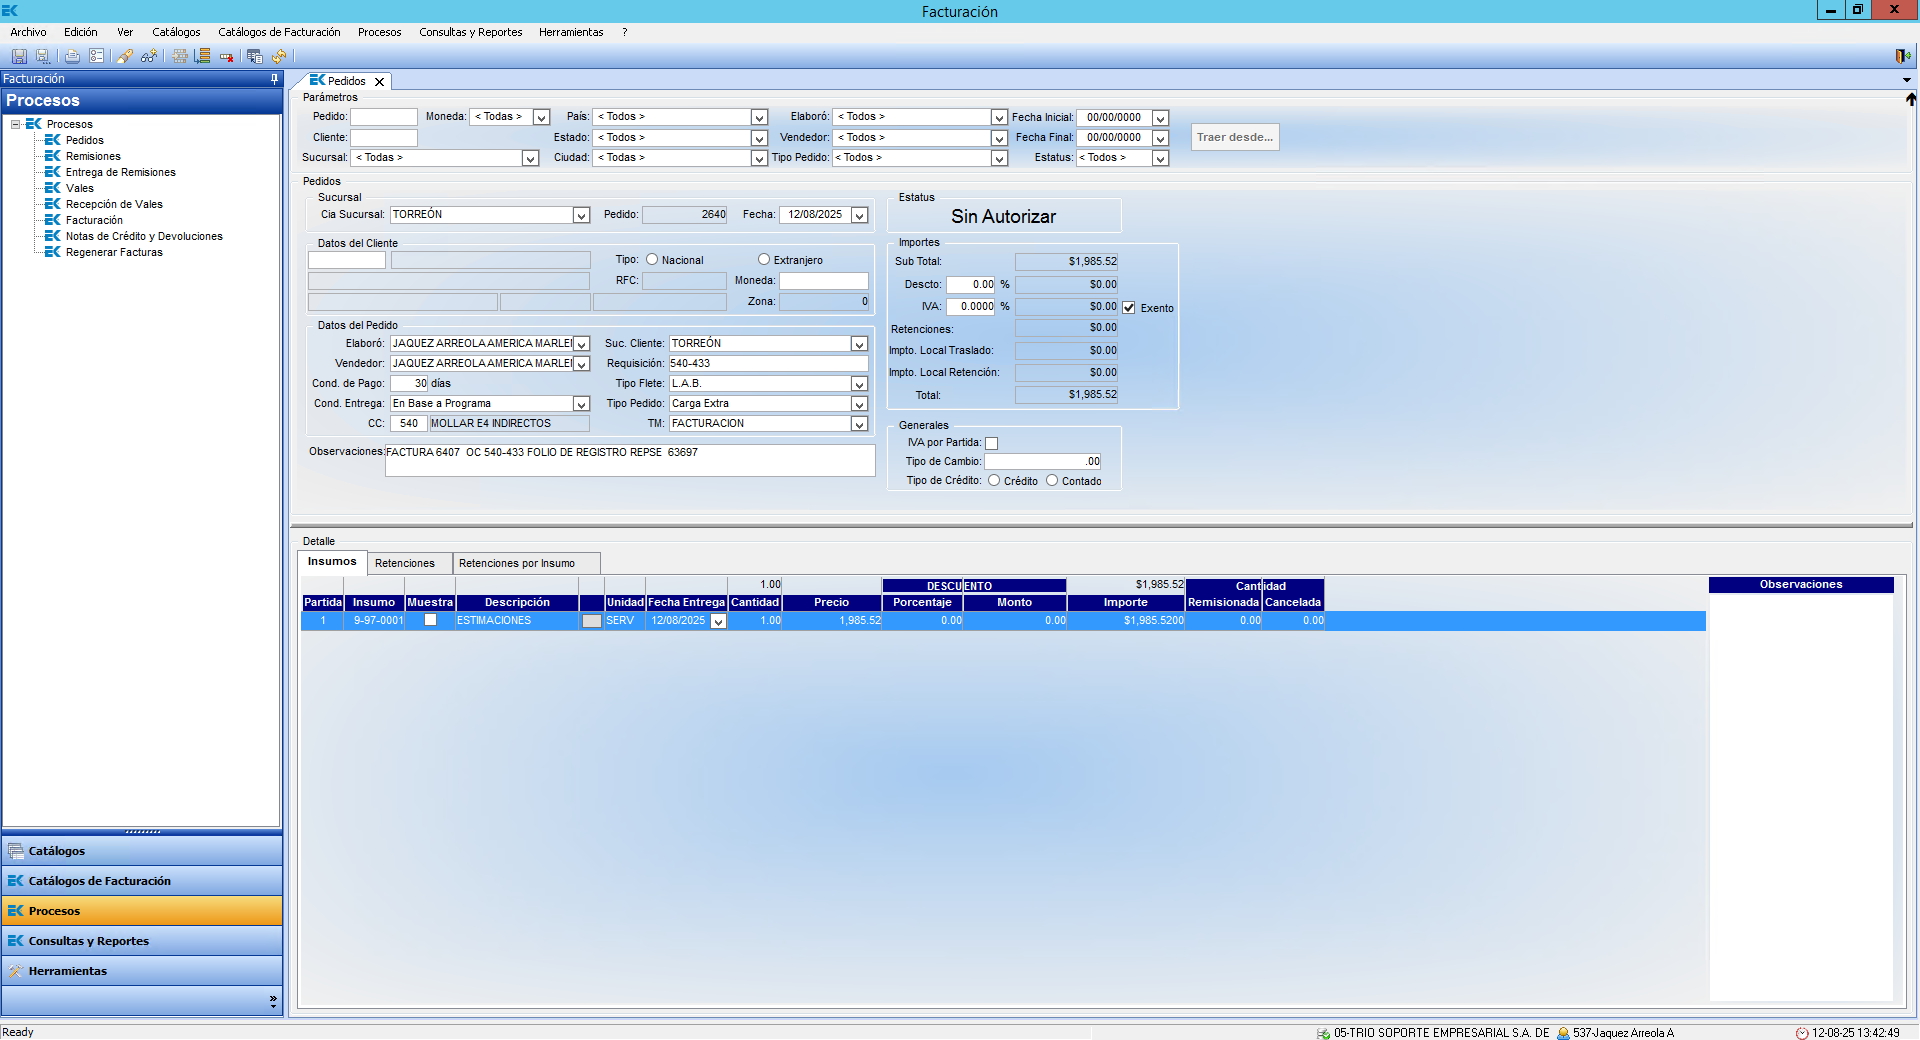 Facturación
Archivo Edición Ver Catálogos Catálogos de Facturación Procesos Consultas y Reportes Herramientas ?
Facturación
Procesos
Procesos
Pedidos
Remisiones
Entrega de Remisiones
Vales
Recepción de Vales
Facturación
Notas de Crédito y Devoluciones
Regenerar Facturas
Catálogos
Catálogos de Facturación
Procesos
Consultas y Reportes
Herramientas
Pedidos
Parámetros
Pedido: Moneda: < Todas > País: < Todos > Elaboró: < Todos > Fecha Inicial: 00/00/0000
Cliente: Estado: < Todos > Vendedor: < Todos > Fecha Final: 00/00/0000 Traer desde...
Sucursal: < Todas > Ciudad: < Todas > Tipo Pedido: < Todos > Estatus: < Todos >
Pedidos
Sucursal
Cia Sucursal: TORREÓN Pedido: 2640 Fecha: 12/08/2025
Datos del Cliente
Tipo: Nacional Extranjero
RFC: Moneda:
Zona: 0
Datos del Pedido
Elaboró: JAQUEZ ARREOLA AMERICA MARLEI Suc. Cliente: TORREÓN
Vendedor: JAQUEZ ARREOLA AMERICA MARLEI Requisición: 540-433
Cond. de Pago: 30 días Tipo Flete: L.A.B.
Cond. Entrega: En Base a Programa Tipo Pedido: Carga Extra
CC: 540 MOLLAR E4 INDIRECTOS TM: FACTURACION
Observaciones: FACTURA 6407 OC 540-433 FOLIO DE REGISTRO REPSE 63697
Estatus
Sin Autorizar
Importes
Sub Total: $1,985.52
Descto: 0.00 % $0.00
IVA: 0.0000 % $0.00 Exento
Retenciones: $0.00
Impto. Local Traslado: $0.00
Impto. Local Retención: $0.00
Total: $1,985.52
Generales
IVA por Partida:
Tipo de Cambio: .00
Tipo de Crédito: Crédito Contado
Detalle
Insumos Retenciones Retenciones por Insumo
1.00 DESCUENTO $1,985.52 Cantidad Observaciones
Partida Insumo Muestra Descripción Unidad Fecha Entrega Cantidad Precio Porcentaje Monto Importe Remisionada Cancelada
1 9-97-0001 ESTIMACIONES SERV 12/08/2025 1.00 1,985.52 0.00 0.00 $1,985.5200 0.00 0.00
Ready 05-TRIO SOPORTE EMPRESARIAL S.A. DE 537-Jaquez Arreola A 12-08-25 13:42:49